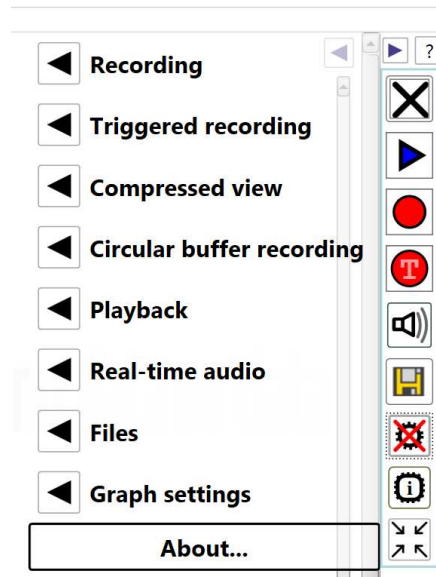 ?
Recording
Triggered recording
Compressed view
Circular buffer recording
T
Playback
Real-time audio
Files
Graph settings
i
About...